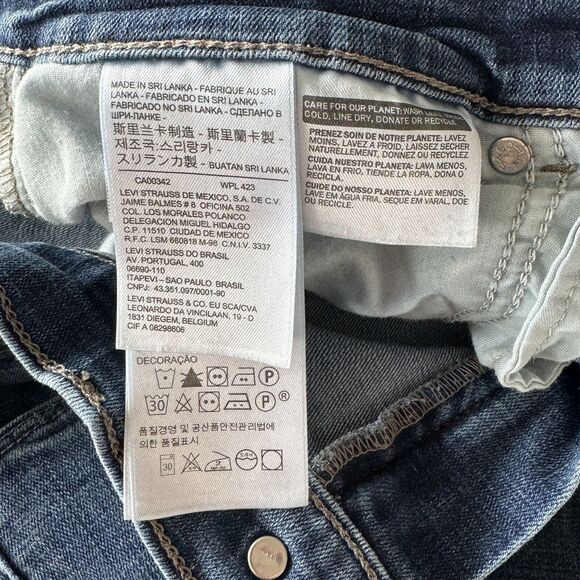 MADE IN SRI LANKA - FABRIQUE AU SRI
LANKA - FABRICADO EN SRI LANKA -
FABRICADO NO SRI LANKA - СДЕЛАНО В
ШРИ-ЛАНКЕ -
斯里兰卡制造 - 斯里蘭卡製
- 제조국:스리랑카 -
スリランカ製 - BUATAN SRI LANKA
CA00342 WPL 423
LEVI STRAUSS DE MEXICO, S.A. DE C.V.
JAIME BALMES # 8 OFICINA 502
COL. LOS MORALES POLANCO
DELEGACION MIGUEL HIDALGO
C.P. 11510 CIUDAD DE MEXICO
R.F.C. LSM 660818 M-98 C.N.I.V. 3337
LEVI STRAUSS DO BRASIL
AV. PORTUGAL, 400
06690-110
ITAPEVI – SAO PAULO BRASIL
CNPJ: 43.351.097/0001-90
LEVI STRAUSS & CO. EU SCA/CVA
LEONARDO DA VINCILAAN, 19 - D
1831 DIEGEM, BELGIUM
CIF A 08298606
DECORAÇÃO
P
30 P ®
품질경영 및 공산품안전관리법에
의한 품질표시
30
CARE FOR OUR PLANET: WASH
COLD, LINE DRY, DONATE OR RECYCLE
PRENEZ SOIN DE NOTRE PLANETE: LAVEZ
MOINS, LAVEZ A FROID, LAISSEZ SECHER
NATURELLEMENT, DONNEZ OU RECYCLEZ
CUIDA NUESTRO PLANETA: LAVA MENOS,
LAVA EN FRIO, TIENDE LA ROPA, DONA O
RECICLA.
CUIDE DO NOSSO PLANETA: LAVE MENOS,
LAVE EM ÁGUA FRIA, SEQUE EM VARAL, DOE
OU RECICLE.